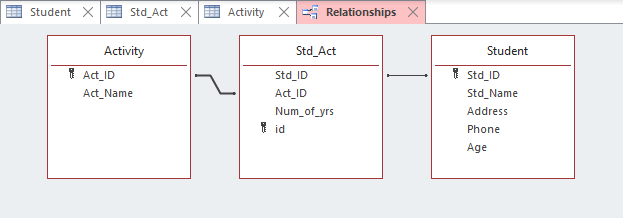 Student
Std_Act
Activity
Relationships
Activity
Act_ID
Act_Name
Std_Act
Std_ID
Act_ID
Num_of_yrs
id
Student
Std_ID
Std_Name
Address
Phone
Age